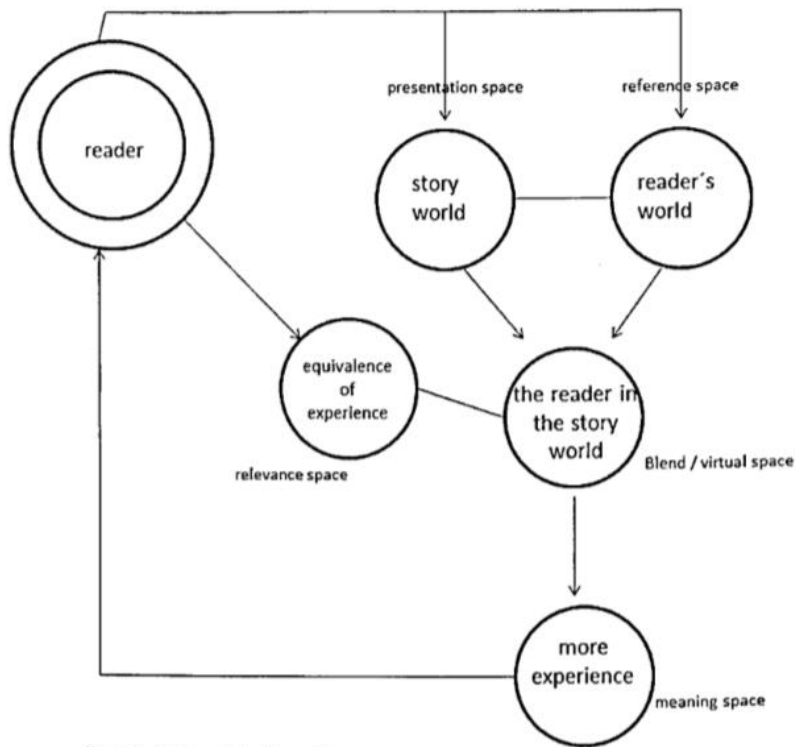 presentation space
reference space
reader
story
world
reader´s
world
equivalence
of
experience
relevance space
the reader in
the story
world
Blend / virtual space
more
experience
meaning space